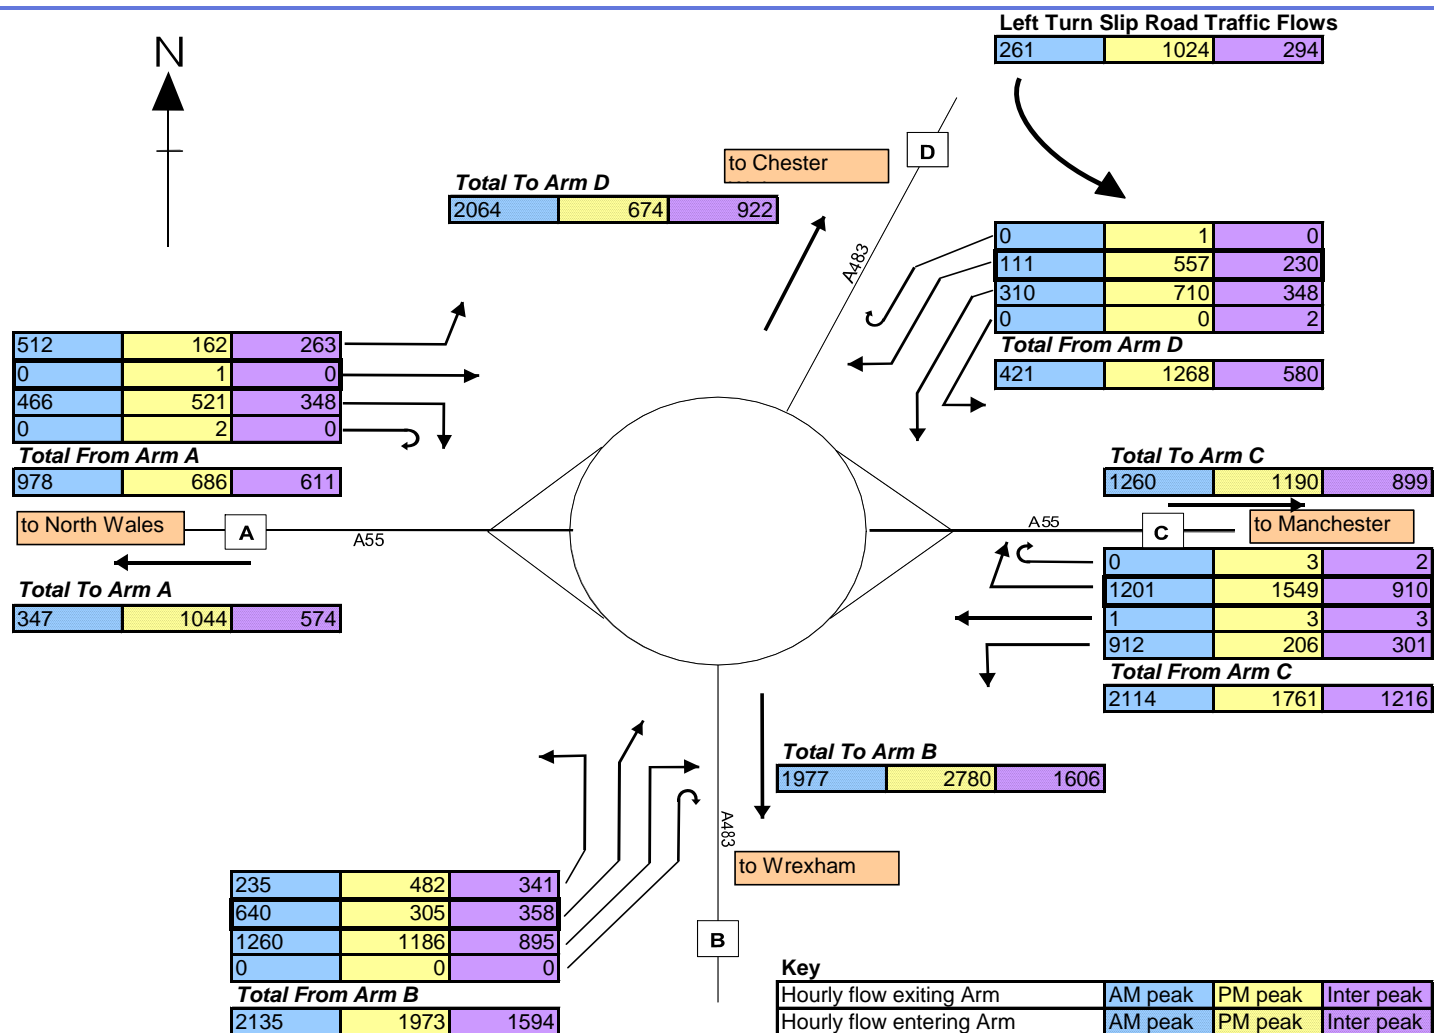 Left Turn Slip Road Traffic Flows
261 1024 294
N
D
to Chester
Total To Arm D
2064 674 922
A483
0 1 0
111 557 230
310 710 348
0 0 2
Total From Arm D
421 1268 580
512 162 263
0 1 0
466 521 348
0 2 0
Total From Arm A
978 686 611
to North Wales
A
A55
Total To Arm A
347 1044 574
Total To Arm C
1260 1190 899
A55
C
to Manchester
0 3 2
1201 1549 910
1 3 3
912 206 301
Total From Arm C
2114 1761 1216
Total To Arm B
1977 2780 1606
A483
to Wrexham
B
235 482 341
640 305 358
1260 1186 895
0 0 0
Total From Arm B
2135 1973 1594
Key
Hourly flow exiting Arm AM peak PM peak Inter peak
Hourly flow entering Arm AM peak PM peak Inter peak